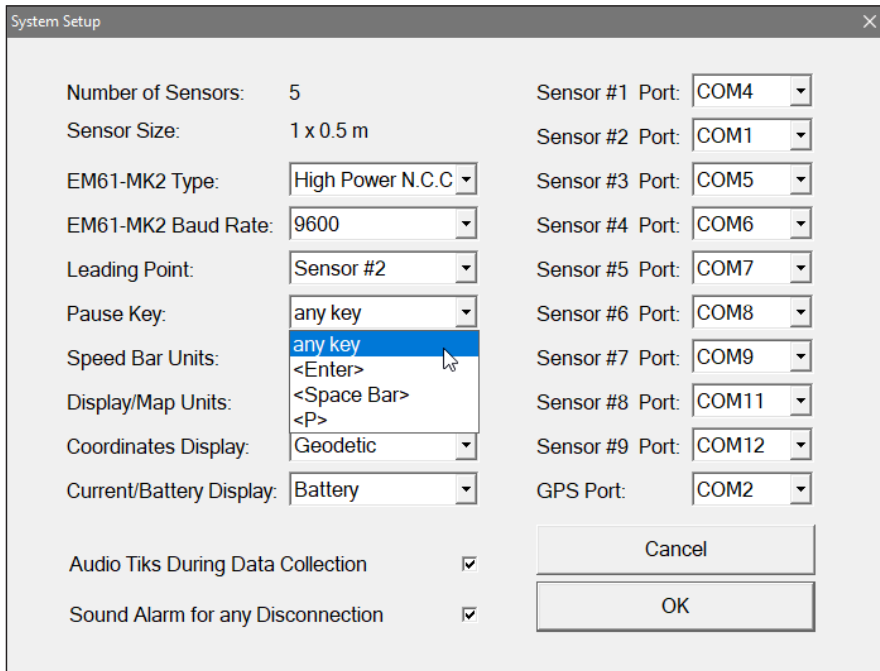 System Setup
Number of Sensors: 5
Sensor Size: 1 x 0.5 m
EM61-MK2 Type: High Power N.C.C
EM61-MK2 Baud Rate: 9600
Leading Point: Sensor #2
Pause Key: any key
any key
Speed Bar Units:
<Enter>
<Space Bar>
Display/Map Units:
<P>
Coordinates Display: Geodetic
Current/Battery Display: Battery
Audio Tiks During Data Collection
Sound Alarm for any Disconnection
Sensor #1 Port: COM4
Sensor #2 Port: COM1
Sensor #3 Port: COM5
Sensor #4 Port: COM6
Sensor #5 Port: COM7
Sensor #6 Port: COM8
Sensor #7 Port: COM9
Sensor #8 Port: COM11
Sensor #9 Port: COM12
GPS Port: COM2
Cancel
OK